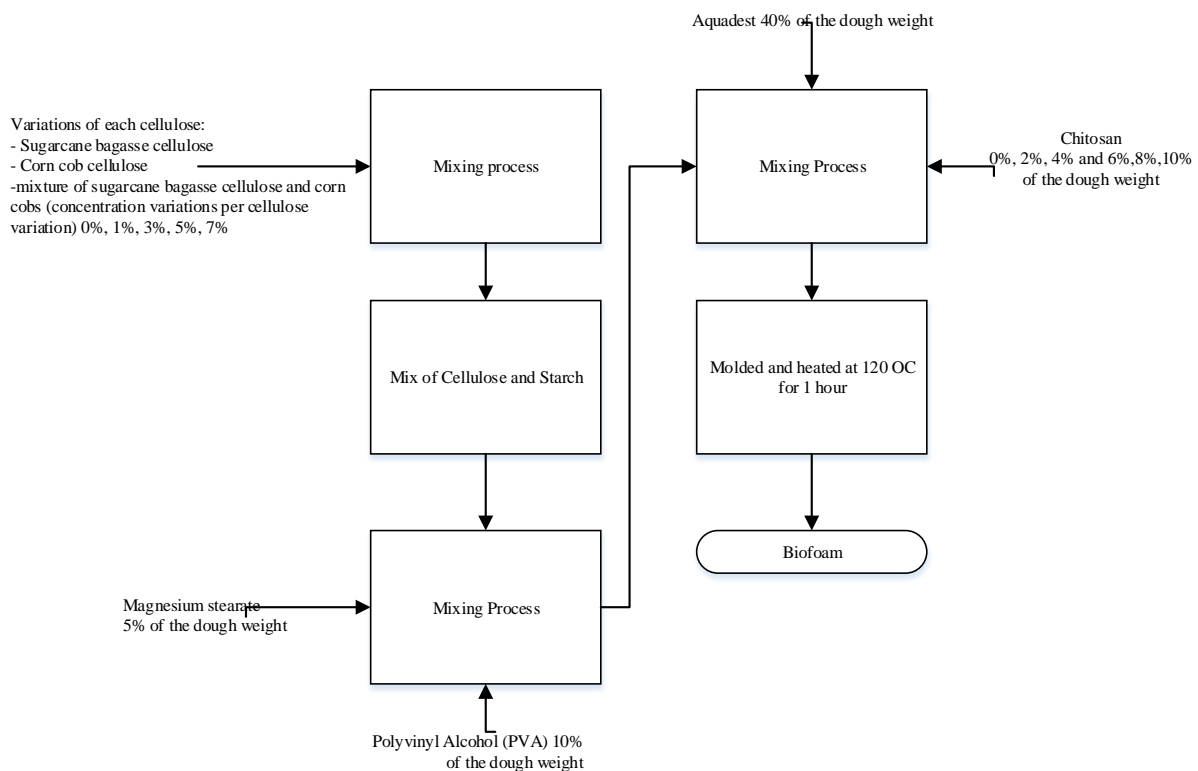 Aquadest 40% of the dough weight
Variations of each cellulose:
- Sugarcane bagasse cellulose
- Corn cob cellulose
-mixture of sugarcane bagasse cellulose and corn
cobs (concentration variations per cellulose
variation) 0%, 1%, 3%, 5%, 7%
Mixing process
Mixing Process
Chitosan
0%, 2%, 4% and 6%,8%,10%
of the dough weight
Mix of Cellulose and Starch
Molded and heated at 120 OC
for 1 hour
Biofoam
Magnesium stearate
5% of the dough weight
Mixing Process
Polyvinyl Alcohol (PVA) 10%
of the dough weight